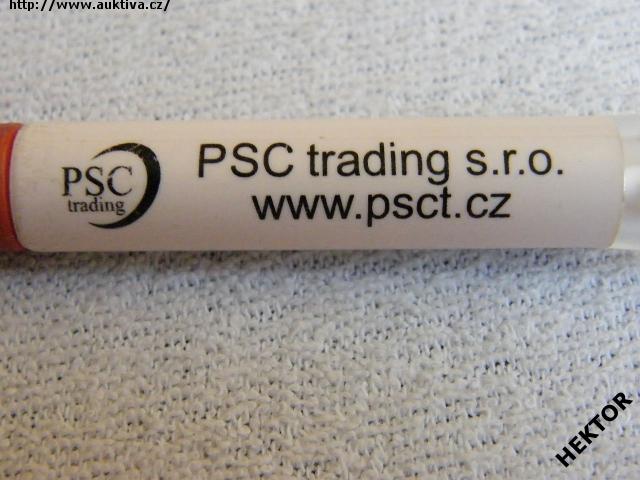 http://www.auktiva.cz/
PSC
trading
PSC trading s.r.o.
www.psct.cz
HEKTOR